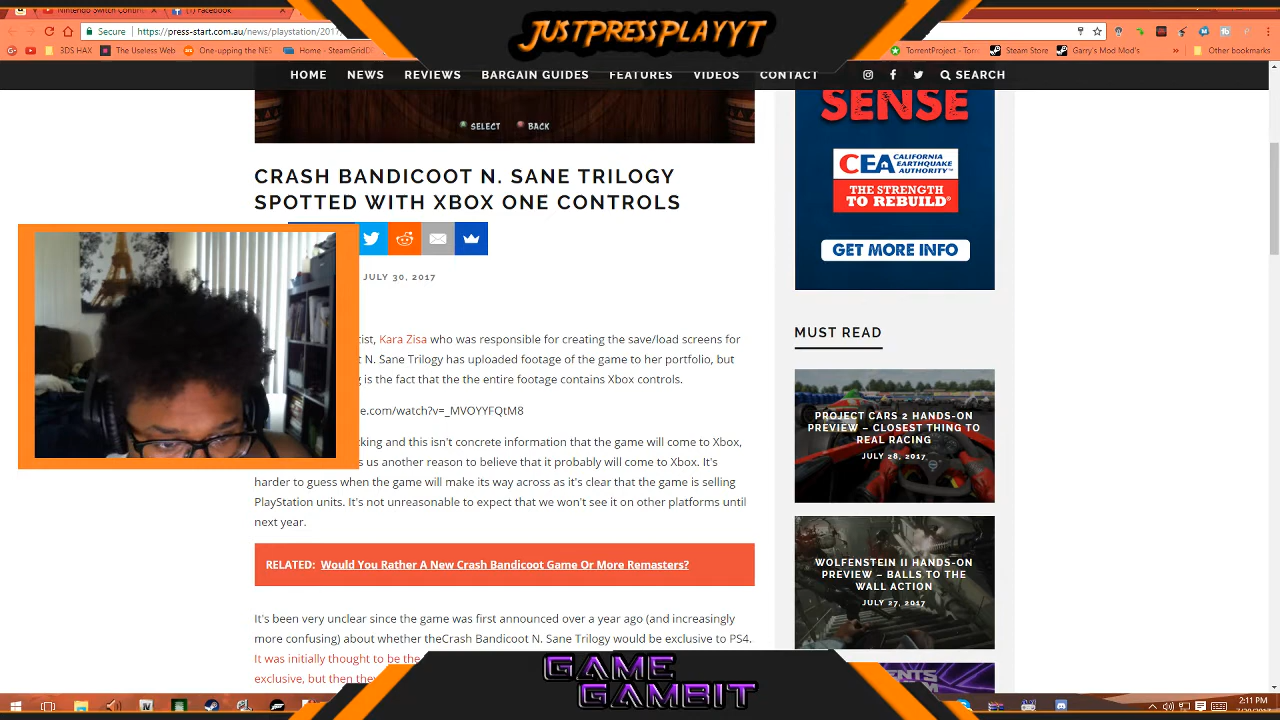 Nintendo Switch Contro
Facebook
JUSTPRESSPLAYYT
Secure
https://press-start.com.au/news/playstation/2017
3DS HAX
The Useless Web
One-upping the NES
Home - SteamGridD
TorrentProject - Torr
Steam Store
Garry's Mod Mod's
Other bookmarks
HOME NEWS REVIEWS BARGAIN GUIDES FEATURES VIDEOS CONTACT SEARCH
SELECT BACK
SENSE
CEA CALIFORNIA EARTHQUAKE AUTHORITY
THE STRENGTH TO REBUILD
GET MORE INFO
CRASH BANDICOOT N. SANE TRILOGY
SPOTTED WITH XBOX ONE CONTROLS
JULY 30, 2017
tist, Kara Zisa who was responsible for creating the save/load screens for
t N. Sane Trilogy has uploaded footage of the game to her portfolio, but
g is the fact that the the entire footage contains Xbox controls.
e.com/watch?v=_MVOYYFQtM8
king and this isn't concrete information that the game will come to Xbox,
s us another reason to believe that it probably will come to Xbox. It's
harder to guess when the game will make its way across as it's clear that the game is selling
PlayStation units. It's not unreasonable to expect that we won't see it on other platforms until
next year.
RELATED: Would You Rather A New Crash Bandicoot Game Or More Remasters?
It's been very unclear since the game was first announced over a year ago (and increasingly
more confusing) about whether theCrash Bandicoot N. Sane Trilogy would be exclusive to PS4.
It was initially thought to be the
exclusive, but then they
MUST READ
PROJECT CARS 2 HANDS-ON
PREVIEW – CLOSEST THING TO
REAL RACING
JULY 28, 2017
WOLFENSTEIN II HANDS-ON
PREVIEW – BALLS TO THE
WALL ACTION
JULY 27, 2017
GAME
GAMBIT
2:11 PM